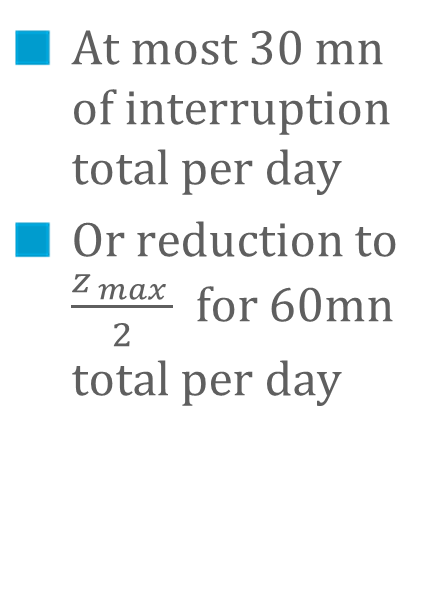 At most 30 mn
of interruption
total per day
Or reduction to
z max / 2 for 60mn
total per day